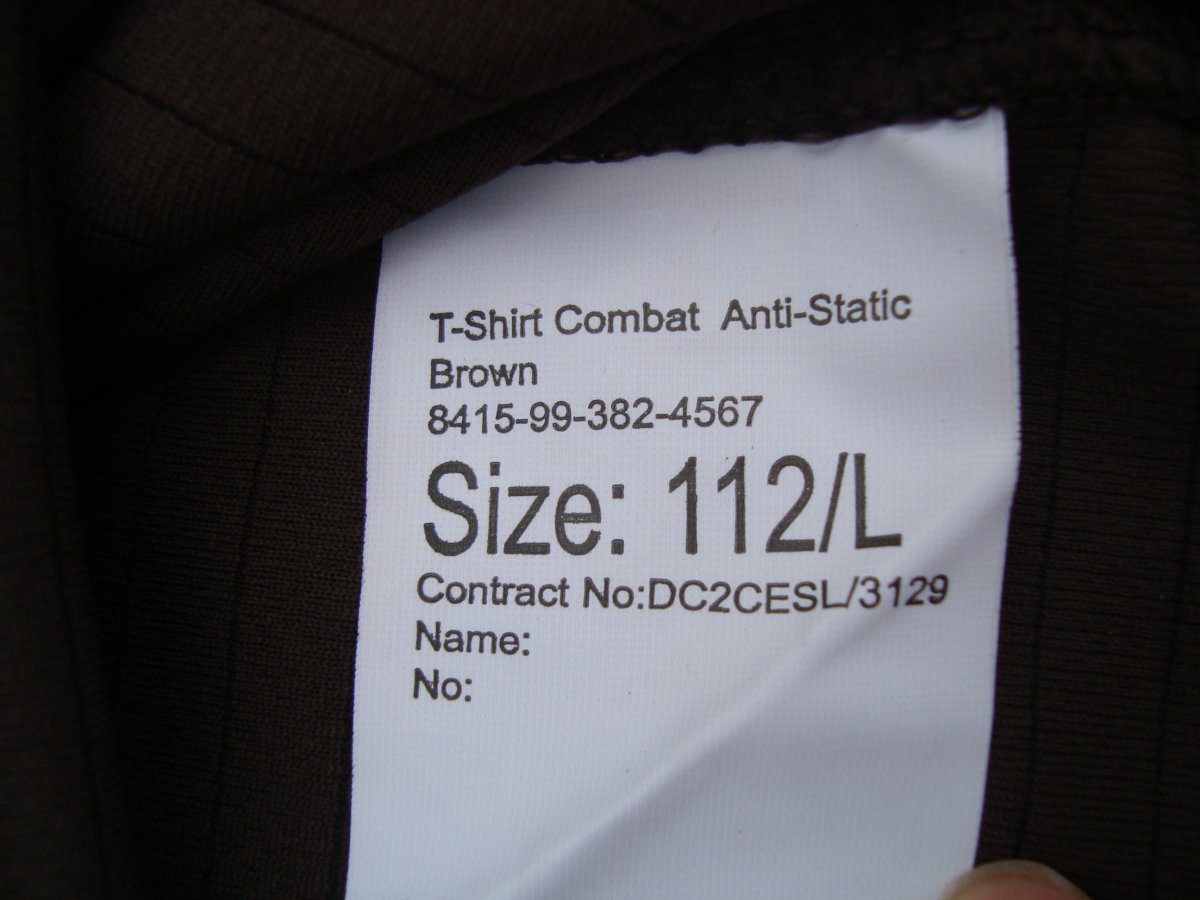 T-Shirt Combat Anti-Static
Brown
8415-99-382-4567
Size: 112/L
Contract No:DC2CESL/3129
Name:
No: